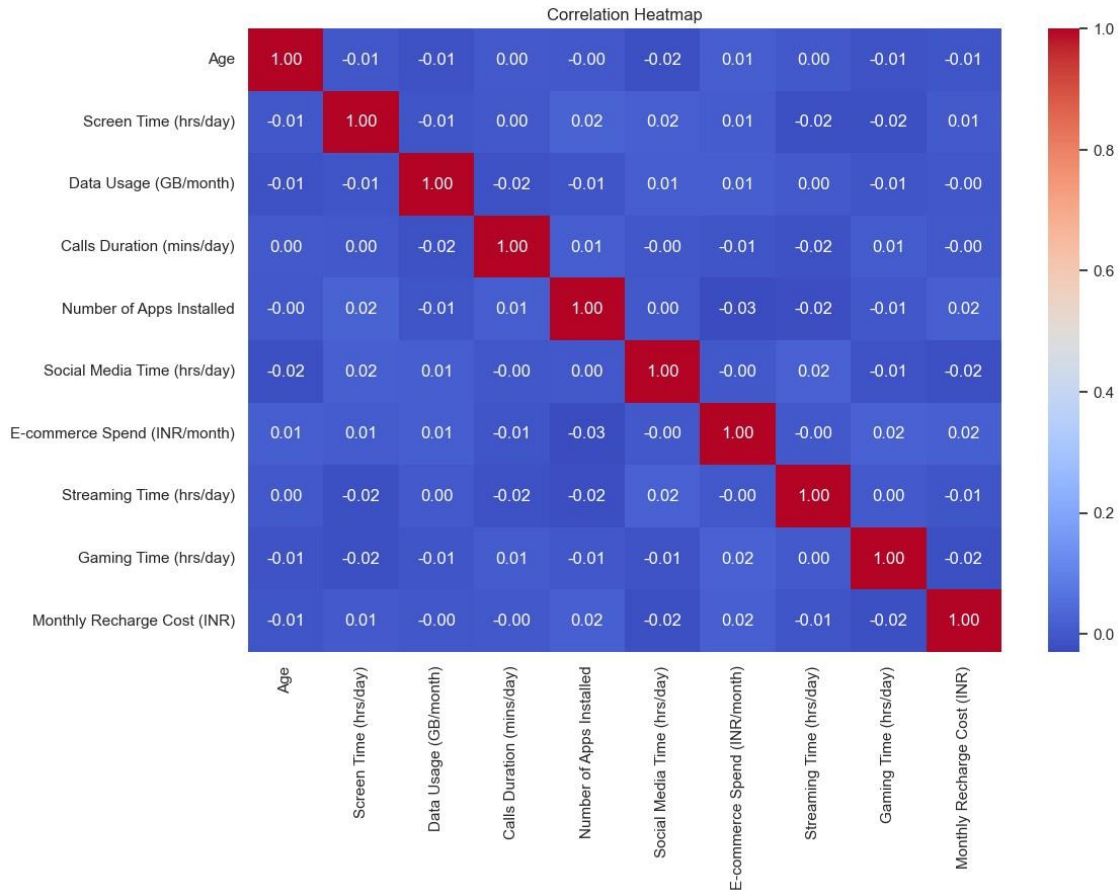 Correlation Heatmap
Age 1.00 -0.01 -0.01 0.00 -0.00 -0.02 0.01 0.00 -0.01 -0.01
Screen Time (hrs/day) -0.01 1.00 -0.01 0.00 0.02 0.02 0.01 -0.02 -0.02 0.01
Data Usage (GB/month) -0.01 -0.01 1.00 -0.02 -0.01 0.01 0.01 0.00 -0.01 -0.00
Calls Duration (mins/day) 0.00 0.00 -0.02 1.00 0.01 -0.00 -0.01 -0.02 0.01 -0.00
Number of Apps Installed -0.00 0.02 -0.01 0.01 1.00 0.00 -0.03 -0.02 -0.01 0.02
Social Media Time (hrs/day) -0.02 0.02 0.01 -0.00 0.00 1.00 -0.00 0.02 -0.01 -0.02
E-commerce Spend (INR/month) 0.01 0.01 0.01 -0.01 -0.03 -0.00 1.00 -0.00 0.02 0.02
Streaming Time (hrs/day) 0.00 -0.02 0.00 -0.02 -0.02 0.02 -0.00 1.00 0.00 -0.01
Gaming Time (hrs/day) -0.01 -0.02 -0.01 0.01 -0.01 -0.01 0.02 0.00 1.00 -0.02
Monthly Recharge Cost (INR) -0.01 0.01 -0.00 -0.00 0.02 -0.02 0.02 -0.01 -0.02 1.00
Age
Screen Time (hrs/day)
Data Usage (GB/month)
Calls Duration (mins/day)
Number of Apps Installed
Social Media Time (hrs/day)
E-commerce Spend (INR/month)
Streaming Time (hrs/day)
Gaming Time (hrs/day)
Monthly Recharge Cost (INR)
1.0
0.8
0.6
0.4
0.2
0.0